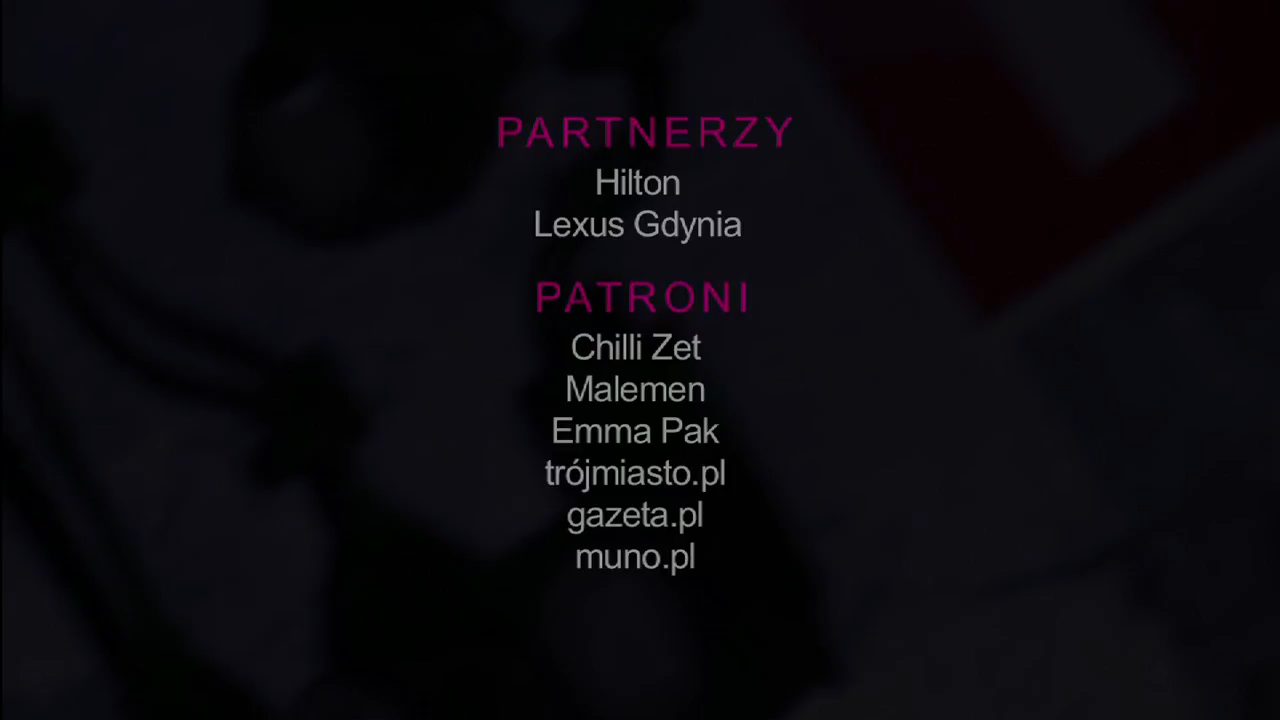 PARTNERZY
Hilton
Lexus Gdynia
PATRONI
Chilli Zet
Malemen
Emma Pak
trójmiasto.pl
gazeta.pl
muno.pl